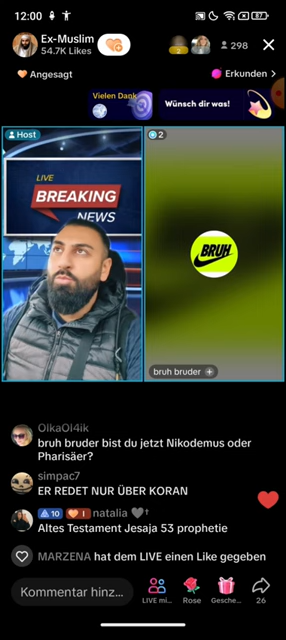 12:00
87
Ex-Muslim
54.7K Likes
2
298
Angesagt
Erkunden >
Vielen Dank
Wünsch dir was!
Host
2
LIVE
BREAKING
NEWS
BRUH
bruh bruder
OlkaOl4ik
bruh bruder bist du jetzt Nikodemus oder
Pharisäer?
simpac7
ER REDET NUR ÜBER KORAN
10 1 natalia 🩶†
Altes Testament Jesaja 53 prophetie
MARZENA hat dem LIVE einen Like gegeben
Kommentar hinz...
LIVE mi...
Rose
Gesche...
26